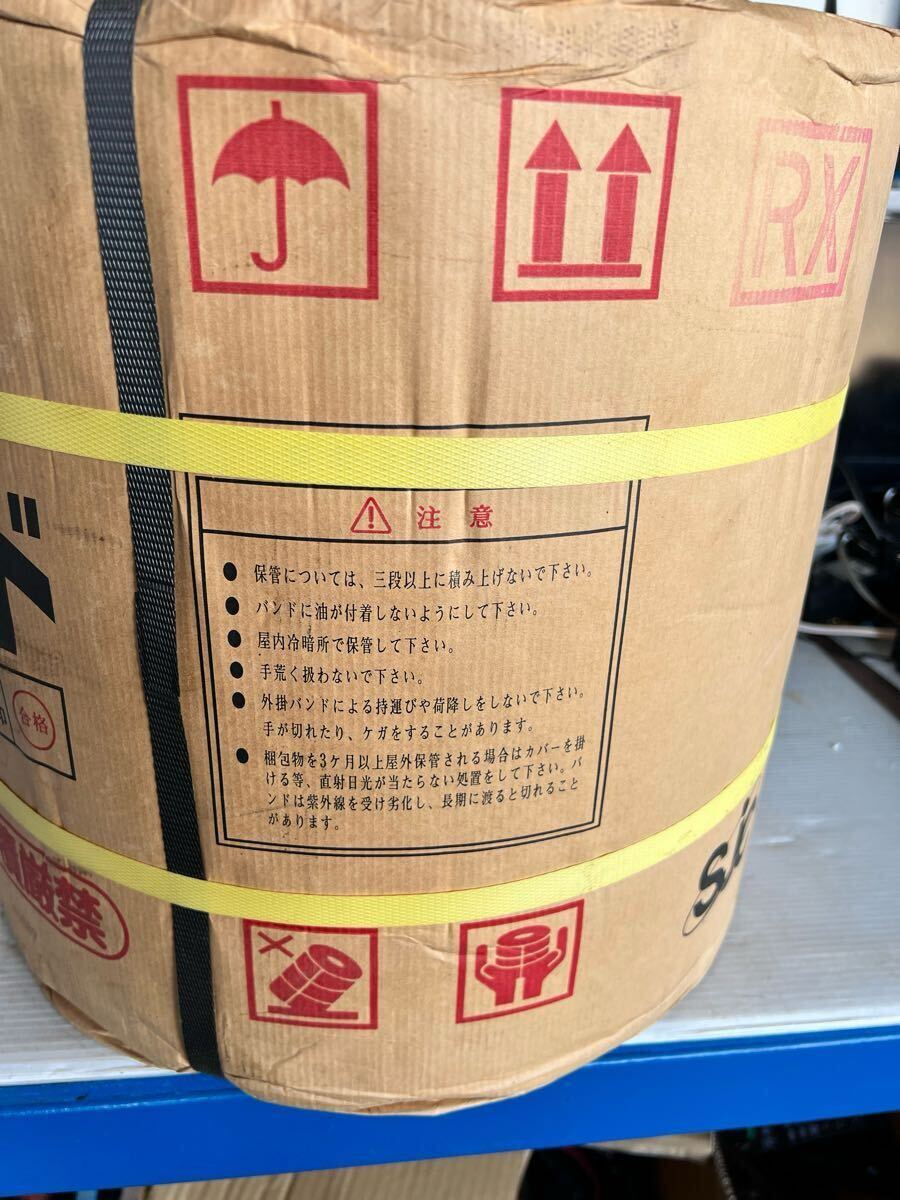 RX
注意
● 保管については、三段以上に積み上げないで下さい。
● バンドに油が付着しないようにして下さい。
● 屋内冷暗所で保管して下さい。
● 手荒く扱わないで下さい。
● 外掛バンドによる持運びや荷降しをしないで下さい。
手が切れたり、ケガをすることがあります。
● 梱包物を3ケ月以上屋外保管される場合はカバーを掛
ける等、直射日光が当たらない処置をして下さい。バ
ンドは紫外線を受け劣化し、長期に渡ると切れること
があります。
印
合格
厳禁